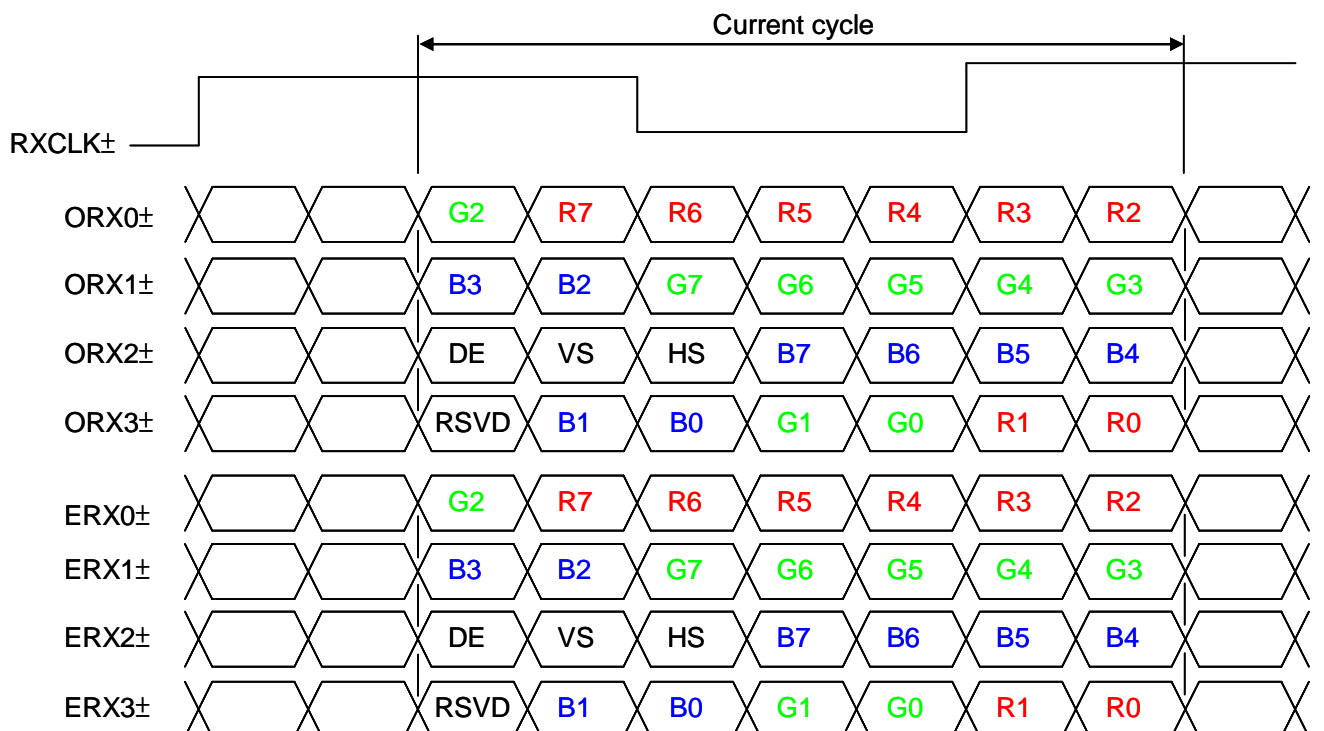 Current cycle
RXCLK±
ORX0± G2 R7 R6 R5 R4 R3 R2
ORX1± B3 B2 G7 G6 G5 G4 G3
ORX2± DE VS HS B7 B6 B5 B4
ORX3± RSVD B1 B0 G1 G0 R1 R0
ERX0± G2 R7 R6 R5 R4 R3 R2
ERX1± B3 B2 G7 G6 G5 G4 G3
ERX2± DE VS HS B7 B6 B5 B4
ERX3± RSVD B1 B0 G1 G0 R1 R0